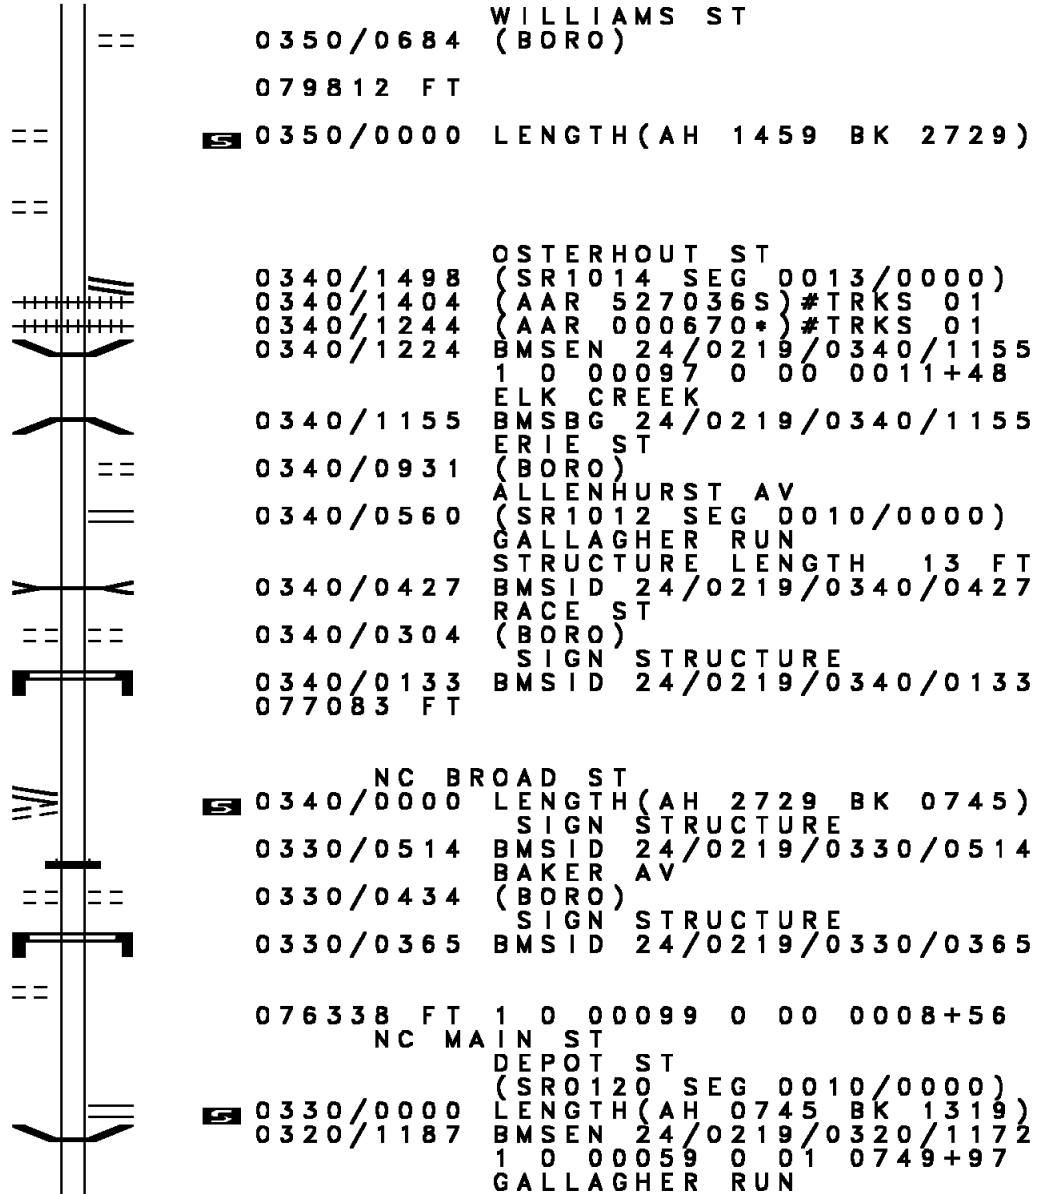 WILLIAMS ST
0350/0684 (BORO)
079812 FT
S 0350/0000 LENGTH(AH 1459 BK 2729)
OSTERHOUT ST
0340/1498 (SR1014 SEG 0013/0000)
0340/1404 (AAR 527036S)#TRKS 01
0340/1244 (AAR 000670*)#TRKS 01
0340/1224 BMSEN 24/0219/0340/1155
1 0 00097 0 00 0011+48
ELK CREEK
0340/1155 BMSBG 24/0219/0340/1155
ERIE ST
0340/0931 (BORO)
ALLENHURST AV
0340/0560 (SR1012 SEG 0010/0000)
GALLAGHER RUN
STRUCTURE LENGTH 13 FT
0340/0427 BMSID 24/0219/0340/0427
RACE ST
0340/0304 (BORO)
SIGN STRUCTURE
0340/0133 BMSID 24/0219/0340/0133
077083 FT
NC BROAD ST
S 0340/0000 LENGTH(AH 2729 BK 0745)
SIGN STRUCTURE
0330/0514 BMSID 24/0219/0330/0514
BAKER AV
0330/0434 (BORO)
SIGN STRUCTURE
0330/0365 BMSID 24/0219/0330/0365
076338 FT 1 0 00099 0 00 0008+56
NC MAIN ST
DEPOT ST
(SR0120 SEG 0010/0000)
S 0330/0000 LENGTH(AH 0745 BK 1319)
0320/1187 BMSEN 24/0219/0320/1172
1 0 00059 0 01 0749+97
GALLAGHER RUN